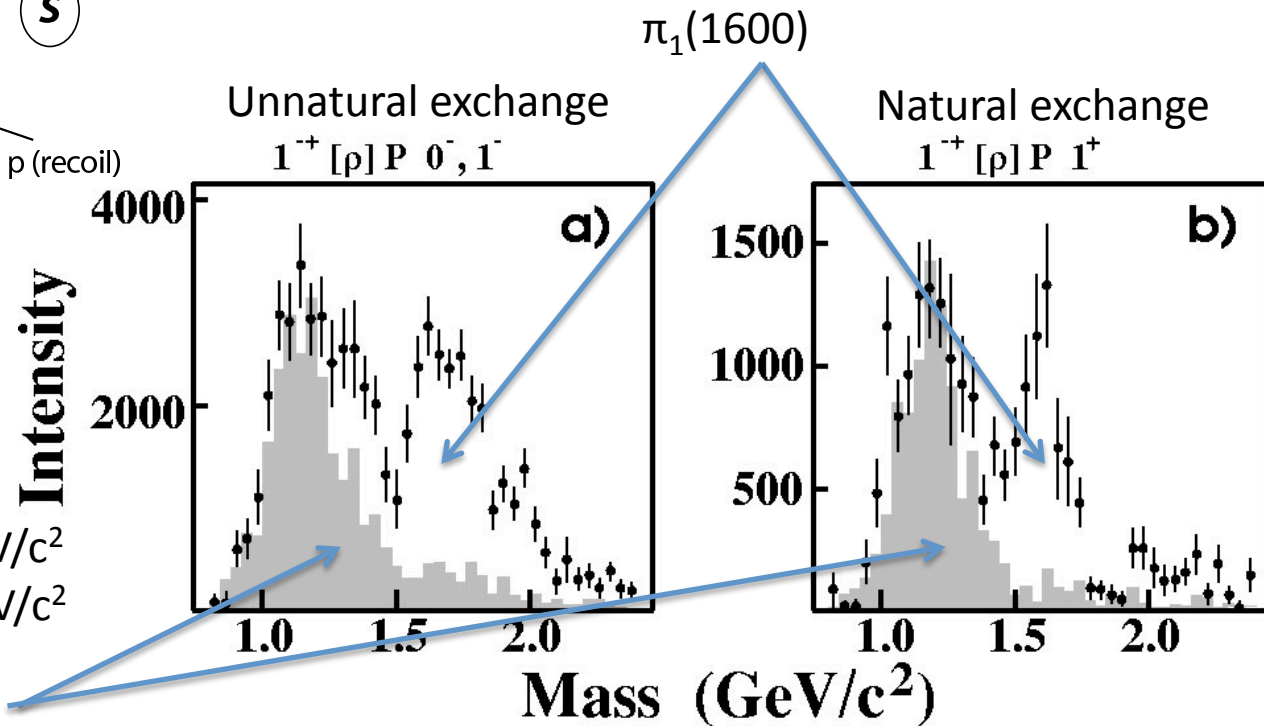 S
π₁(1600)
Unnatural exchange
Natural exchange
p (recoil)
1⁻⁺ [ρ] P 0⁻, 1⁻
1⁻⁺ [ρ] P 1⁺
a)
b)
4000
2000
1500
1000
500
Intensity
V/c²
V/c²
1.0 1.5 2.0
1.0 1.5 2.0
Mass (GeV/c²)